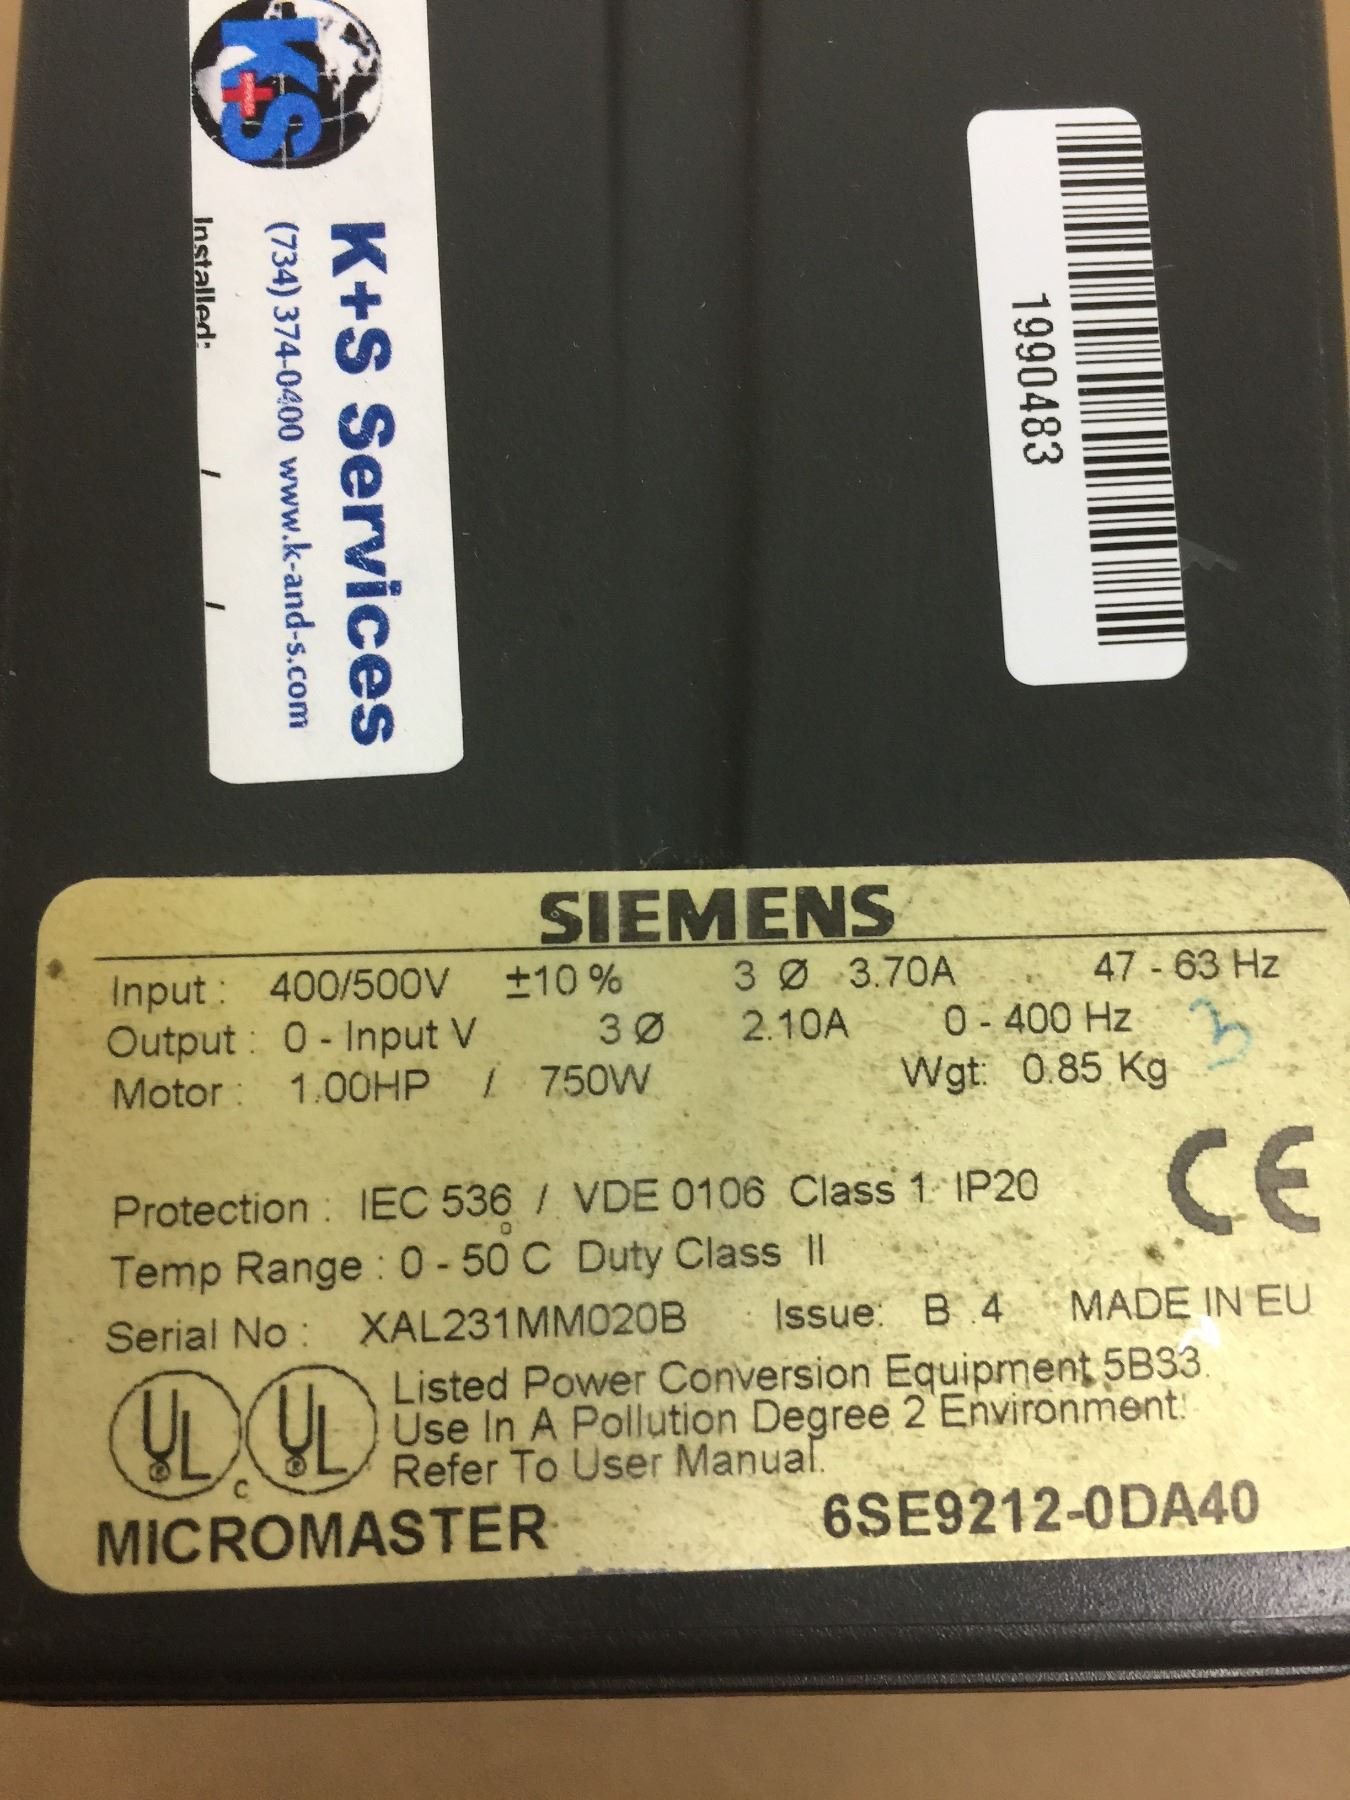 K+S
K+S Services
(734) 374-0400 www.k-and-s.com
Installed: / /
1990483
SIEMENS
Input : 400/500V ±10 % 3 Ø 3.70A 47 - 63 Hz
Output : 0 - Input V 3 Ø 2.10A 0 - 400 Hz
3
Motor : 1.00HP / 750W Wgt: 0.85 Kg
CE
Protection : IEC 536 / VDE 0106 Class 1 IP20
Temp Range : 0 - 50°C Duty Class II
Serial No : XAL231MM020B Issue: B .4 MADE IN EU
UL® c UL® Listed Power Conversion Equipment 5B33.
Use In A Pollution Degree 2 Environment.
Refer To User Manual.
MICROMASTER 6SE9212-0DA40